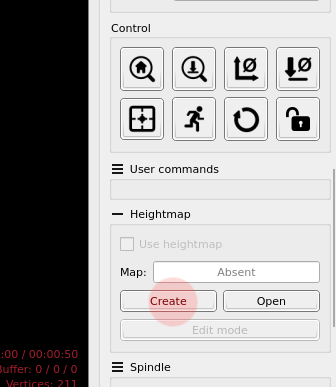 Control
User commands
Heightmap
Use heightmap
Map: Absent
Create Open
Edit mode
:00 / 00:00:50
Buffer: 0 / 0 / 0
Vertices: 211
Spindle